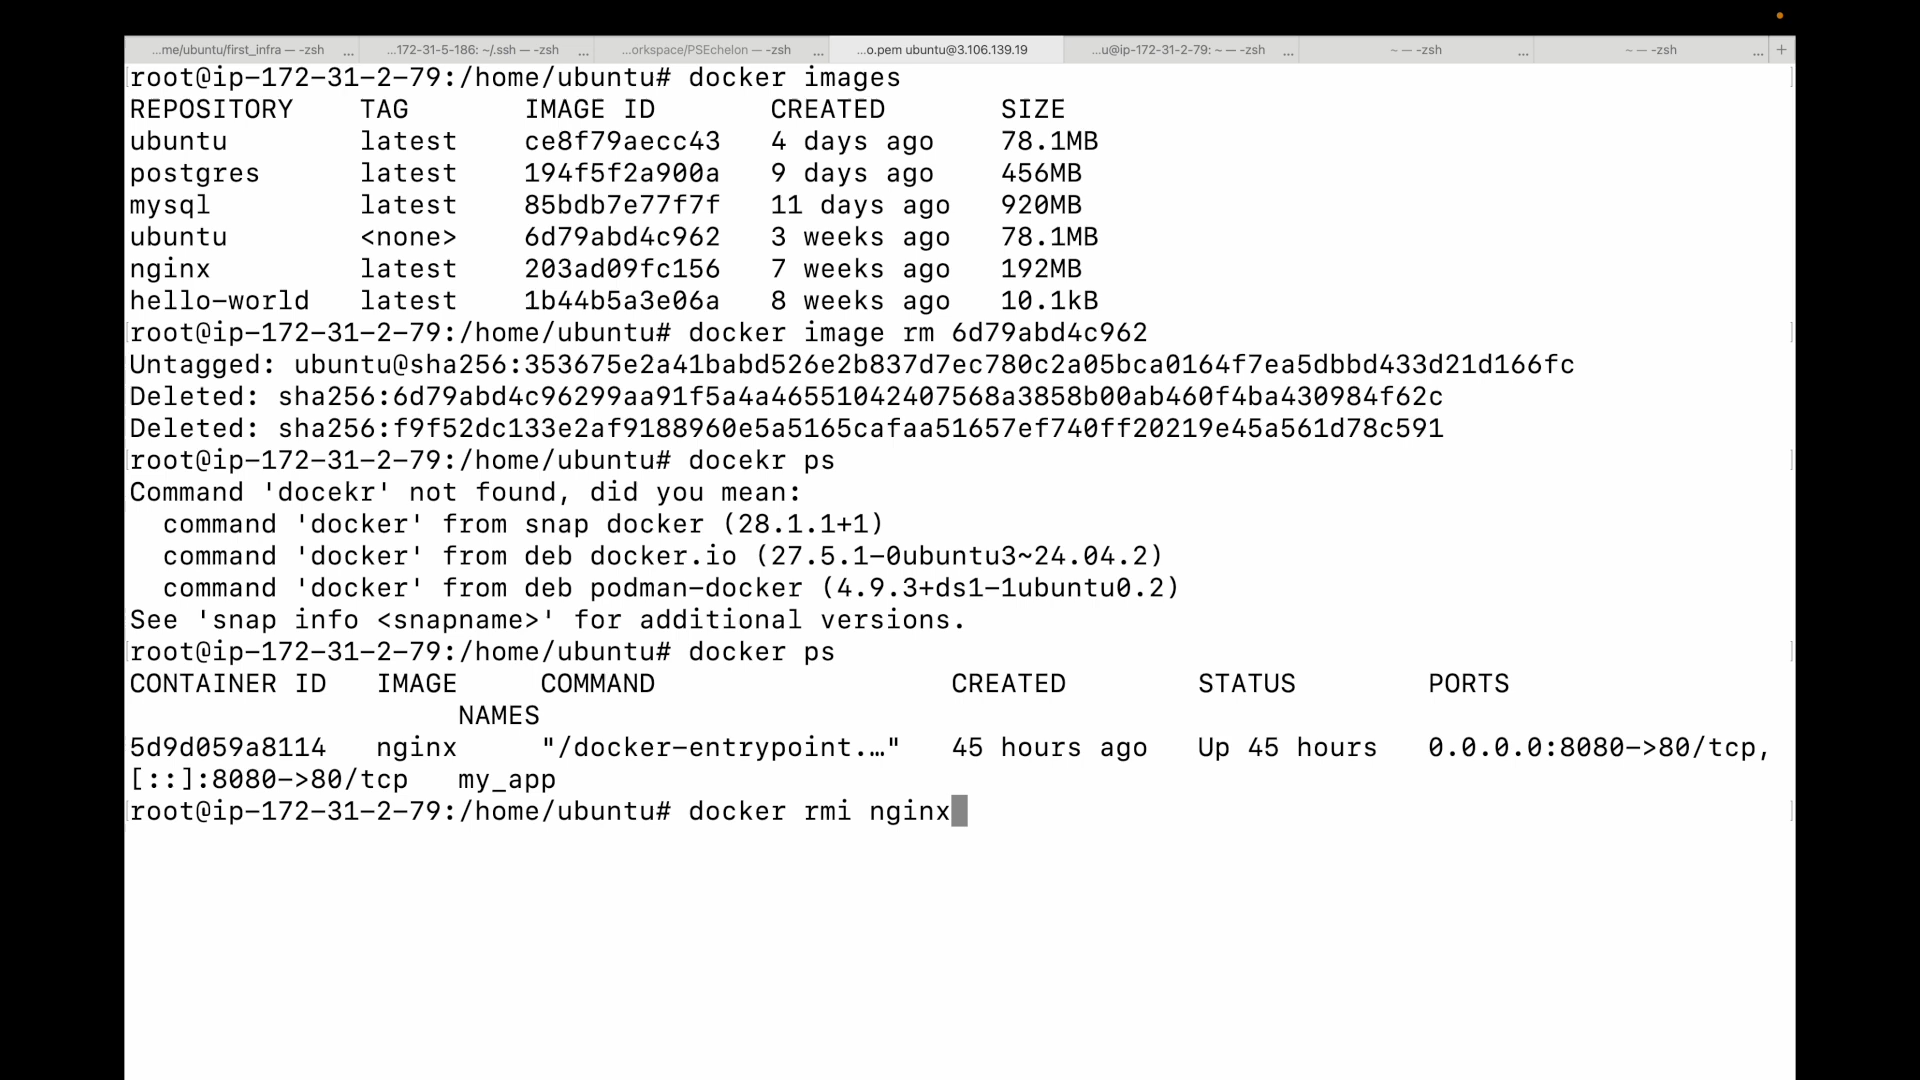 ...me/ubuntu/first_infra — -zsh ... ...172-31-5-186: ~/.ssh — -zsh ... ...orkspace/PSEchelon — -zsh ... ...o.pem ubuntu@3.106.139.19 ...u@ip-172-31-2-79: ~ — -zsh ... ~ — -zsh ... ~ — -zsh ... +
root@ip-172-31-2-79:/home/ubuntu# docker images
REPOSITORY    TAG       IMAGE ID       CREATED       SIZE
ubuntu        latest    ce8f79aecc43   4 days ago    78.1MB
postgres      latest    194f5f2a900a   9 days ago    456MB
mysql         latest    85bdb7e77f7f   11 days ago   920MB
ubuntu        <none>    6d79abd4c962   3 weeks ago   78.1MB
nginx         latest    203ad09fc156   7 weeks ago   192MB
hello-world   latest    1b44b5a3e06a   8 weeks ago   10.1kB
root@ip-172-31-2-79:/home/ubuntu# docker image rm 6d79abd4c962
Untagged: ubuntu@sha256:353675e2a41babd526e2b837d7ec780c2a05bca0164f7ea5dbbd433d21d166fc
Deleted: sha256:6d79abd4c96299aa91f5a4a46551042407568a3858b00ab460f4ba430984f62c
Deleted: sha256:f9f52dc133e2af9188960e5a5165cafaa51657ef740ff20219e45a561d78c591
root@ip-172-31-2-79:/home/ubuntu# docekr ps
Command 'docekr' not found, did you mean:
  command 'docker' from snap docker (28.1.1+1)
  command 'docker' from deb docker.io (27.5.1-0ubuntu3~24.04.2)
  command 'docker' from deb podman-docker (4.9.3+ds1-1ubuntu0.2)
See 'snap info <snapname>' for additional versions.
root@ip-172-31-2-79:/home/ubuntu# docker ps
CONTAINER ID   IMAGE     COMMAND                  CREATED        STATUS        PORTS
                    NAMES
5d9d059a8114   nginx     "/docker-entrypoint.…"   45 hours ago   Up 45 hours   0.0.0.0:8080->80/tcp,
[::]:8080->80/tcp   my_app
root@ip-172-31-2-79:/home/ubuntu# docker rmi nginx